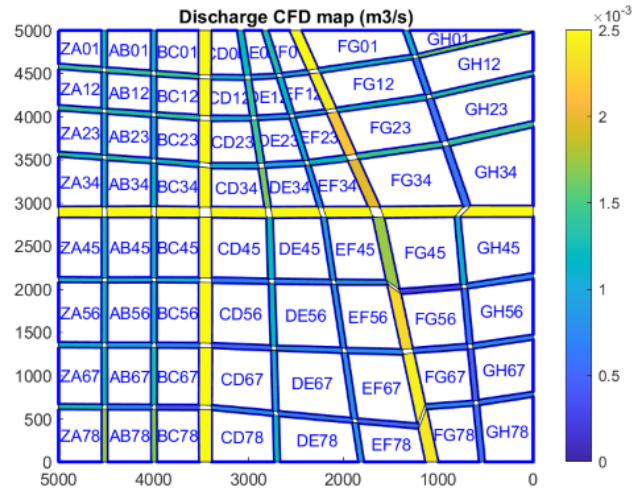 Discharge CFD map (m3/s)
×10⁻³
5000 4500 4000 3500 3000 2500 2000 1500 1000 500 0
ZA01 AB01 BC01 FG01 GH01
ZA12 AB12 BC12 CD12 DE12 EF12 FG12 GH12
ZA23 AB23 BC23 CD23 DE23 EF23 FG23 GH23
ZA34 AB34 BC34 CD34 DE34 EF34 FG34 GH34
ZA45 AB45 BC45 CD45 DE45 EF45 FG45 GH45
ZA56 AB56 BC56 CD56 DE56 EF56 FG56 GH56
ZA67 AB67 BC67 CD67 DE67 EF67 FG67 GH67
ZA78 AB78 BC78 CD78 DE78 EF78 FG78 GH78
5000 4000 3000 2000 1000 0
2.5
2
1.5
1
0.5
0